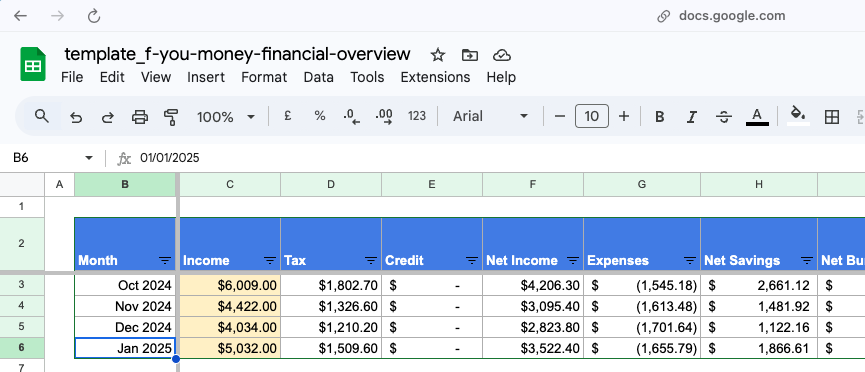 docs.google.com
template_f-you-money-financial-overview
File Edit View Insert Format Data Tools Extensions Help
100% £ % .0 .00 123 Arial 10 B I S A
B6 fx 01/01/2025
A B C D E F G H
1
2 Month Income Tax Credit Net Income Expenses Net Savings Net Bu
3 Oct 2024 $6,009.00 $1,802.70 $ - $4,206.30 $ (1,545.18) $ 2,661.12 $
4 Nov 2024 $4,422.00 $1,326.60 $ - $3,095.40 $ (1,613.48) $ 1,481.92 $
5 Dec 2024 $4,034.00 $1,210.20 $ - $2,823.80 $ (1,701.64) $ 1,122.16 $
6 Jan 2025 $5,032.00 $1,509.60 $ - $3,522.40 $ (1,655.79) $ 1,866.61 $
7